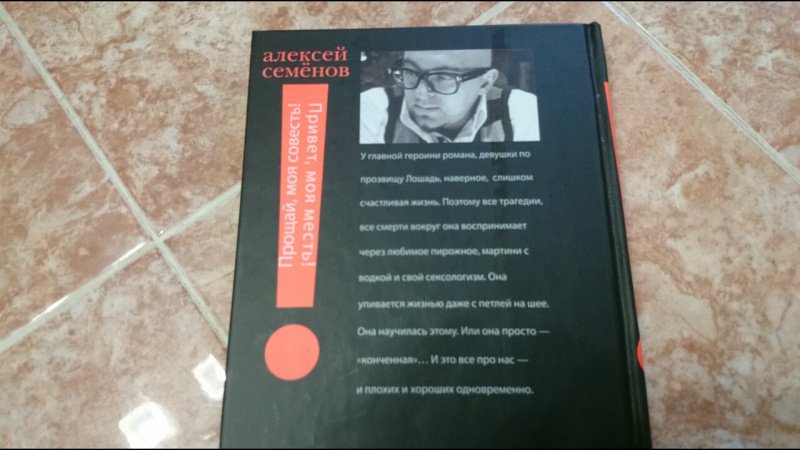 алексей
семёнов
Прощай, моя совесть!
Привет, моя месть!
У главной героини романа, девушки по
прозвищу Лошадь, наверное, слишком
счастливая жизнь. Поэтому все трагедии,
все смерти вокруг она воспринимает
через любимое пирожное, мартини с
водкой и свой сексологизм. Она
упивается жизнью даже с петлей на шее.
Она научилась этому. Или она просто —
«конченная»... И это все про нас —
и плохих и хороших одновременно.